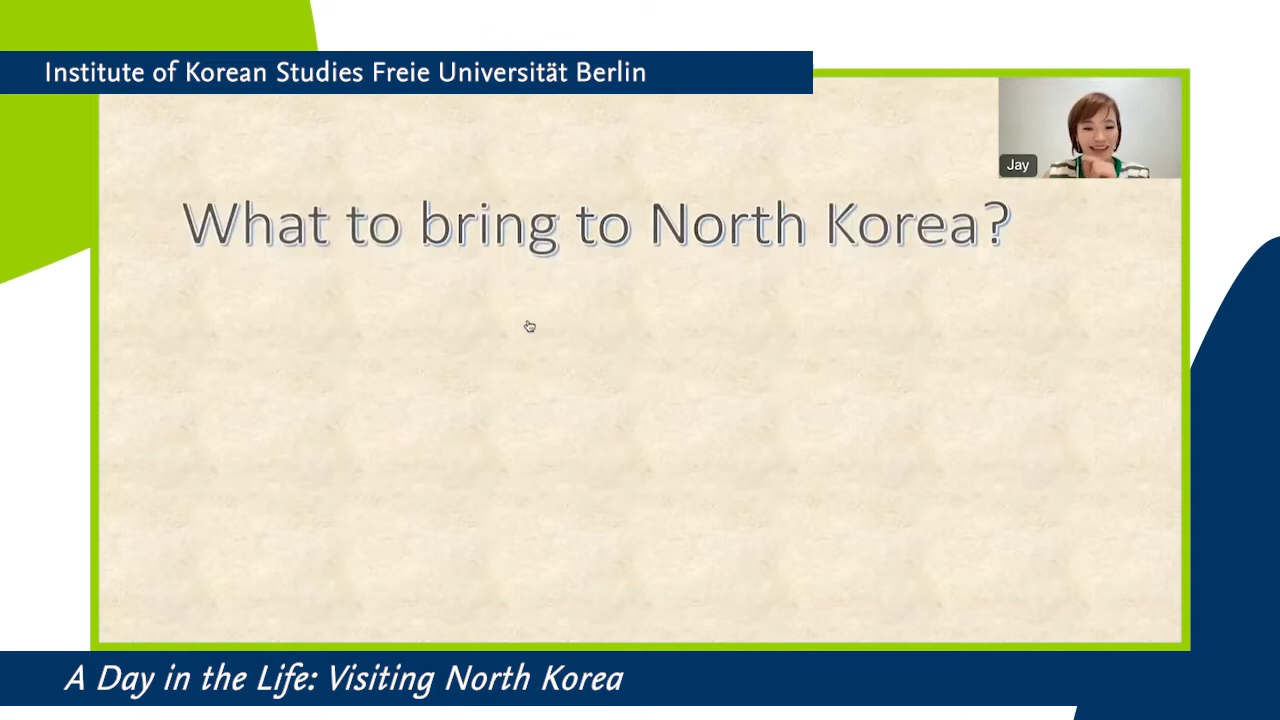 Institute of Korean Studies Freie Universität Berlin
Jay
What to bring to North Korea?
A Day in the Life: Visiting North Korea